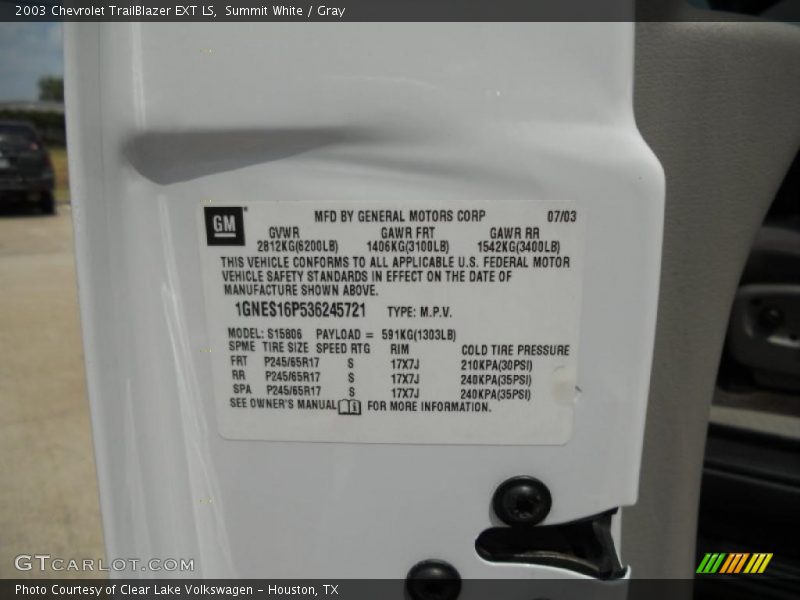 2003 Chevrolet TrailBlazer EXT LS,  Summit White / Gray
GM
MFD BY GENERAL MOTORS CORP 07/03
GVWR GAWR FRT GAWR RR
2812KG(6200LB) 1406KG(3100LB) 1542KG(3400LB)
THIS VEHICLE CONFORMS TO ALL APPLICABLE U.S. FEDERAL MOTOR
VEHICLE SAFETY STANDARDS IN EFFECT ON THE DATE OF
MANUFACTURE SHOWN ABOVE.
1GNES16P536245721 TYPE: M.P.V.
MODEL: S15806 PAYLOAD = 591KG(1303LB)
SPME TIRE SIZE SPEED RTG RIM COLD TIRE PRESSURE
FRT P245/65R17 S 17X7J 210KPA(30PSI)
RR P245/65R17 S 17X7J 240KPA(35PSI)
SPA P245/65R17 S 17X7J 240KPA(35PSI)
SEE OWNER'S MANUAL FOR MORE INFORMATION.
GTCARLOT.COM
Photo Courtesy of Clear Lake Volkswagen - Houston, TX